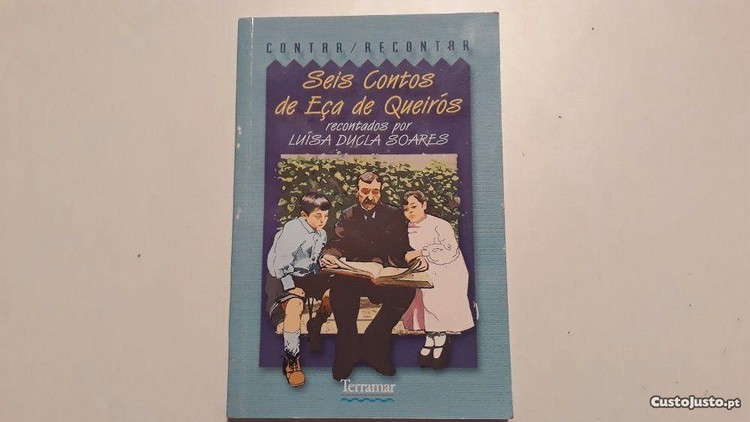 CONTAR/RECONTAR
Seis Contos
de Eça de Queirós
recontados por
LUÍSA DUCLA SOARES
Terramar
CustoJusto.pt